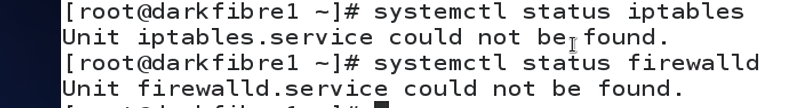 [root@darkfibre1 ~]# systemctl status iptables
Unit iptables.service could not be found.
[root@darkfibre1 ~]# systemctl status firewalld
Unit firewalld.service could not be found.
[root@darkfibre1 ~]#